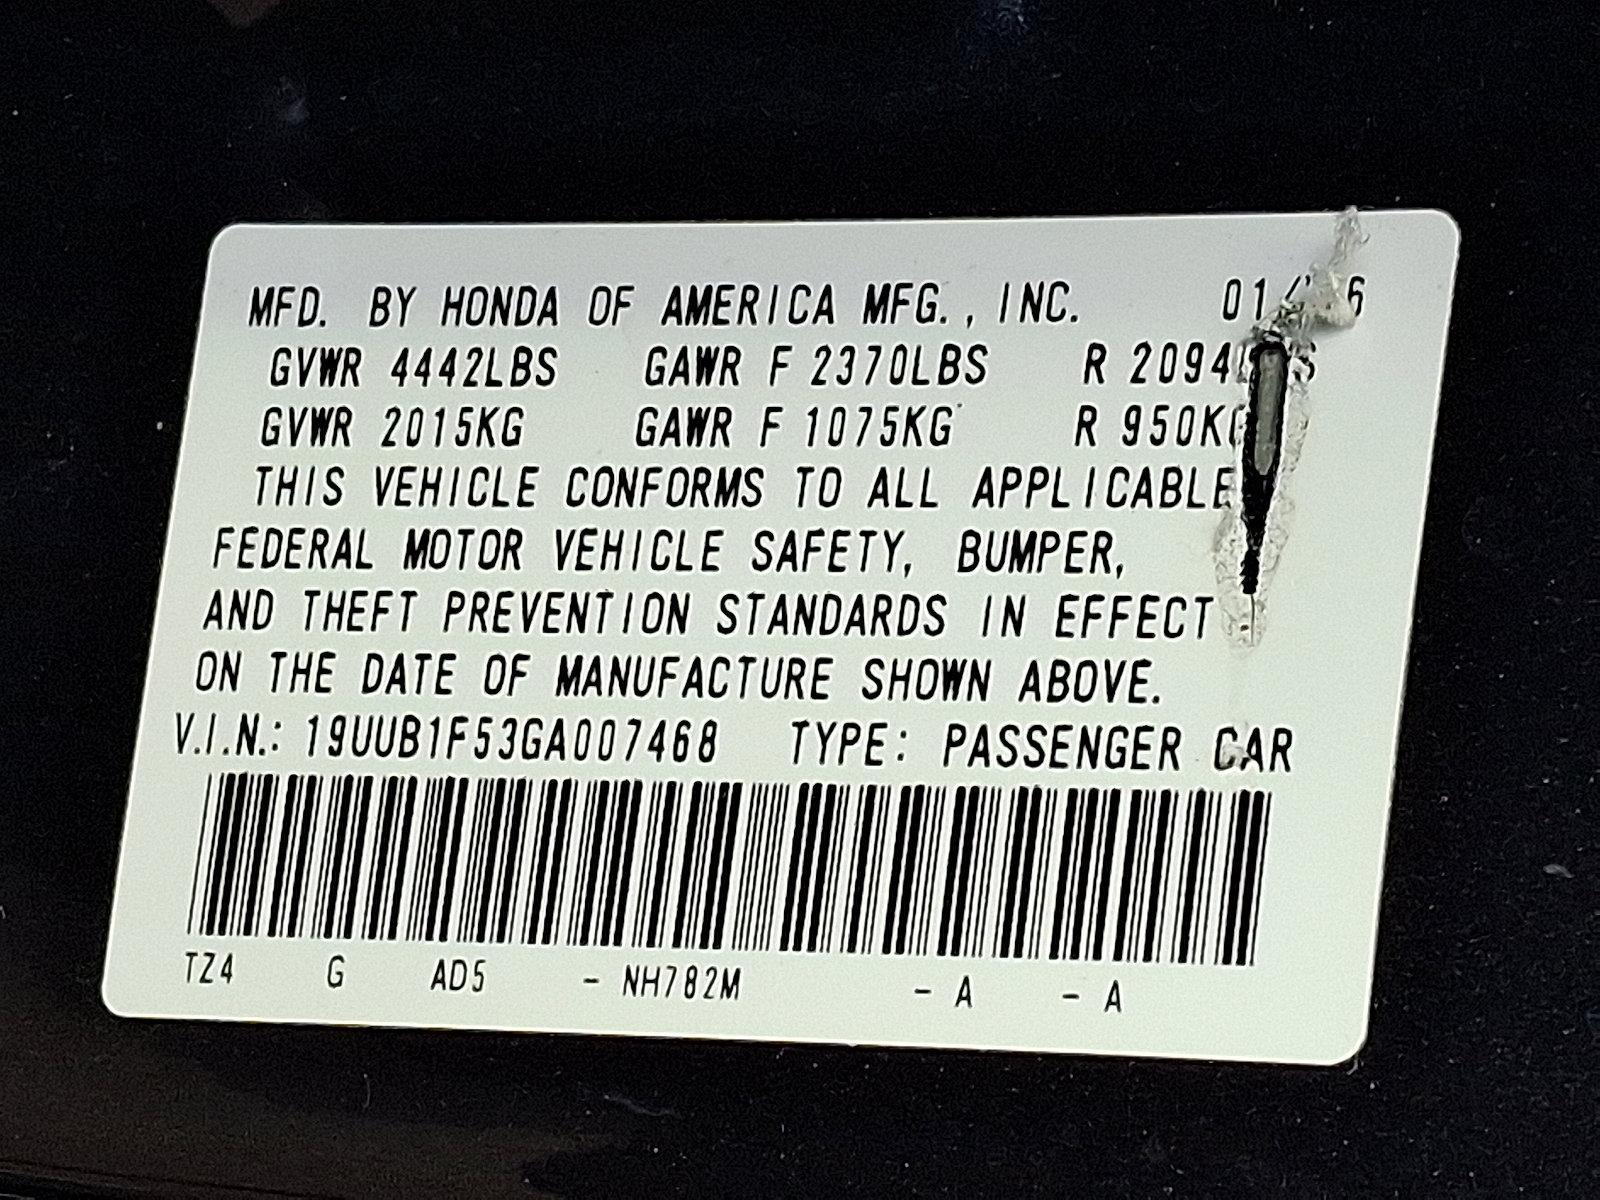 MFD. BY HONDA OF AMERICA MFG., INC.
GVWR 4442LBS GAWR F 2370LBS R 2094
GVWR 2015KG GAWR F 1075KG R 950KG
THIS VEHICLE CONFORMS TO ALL APPLICABLE
FEDERAL MOTOR VEHICLE SAFETY, BUMPER,
AND THEFT PREVENTION STANDARDS IN EFFECT
ON THE DATE OF MANUFACTURE SHOWN ABOVE.
V.I.N.: 19UUB1F53GA007468 TYPE: PASSENGER CAR
TZ4 G AD5 - NH782M - A - A